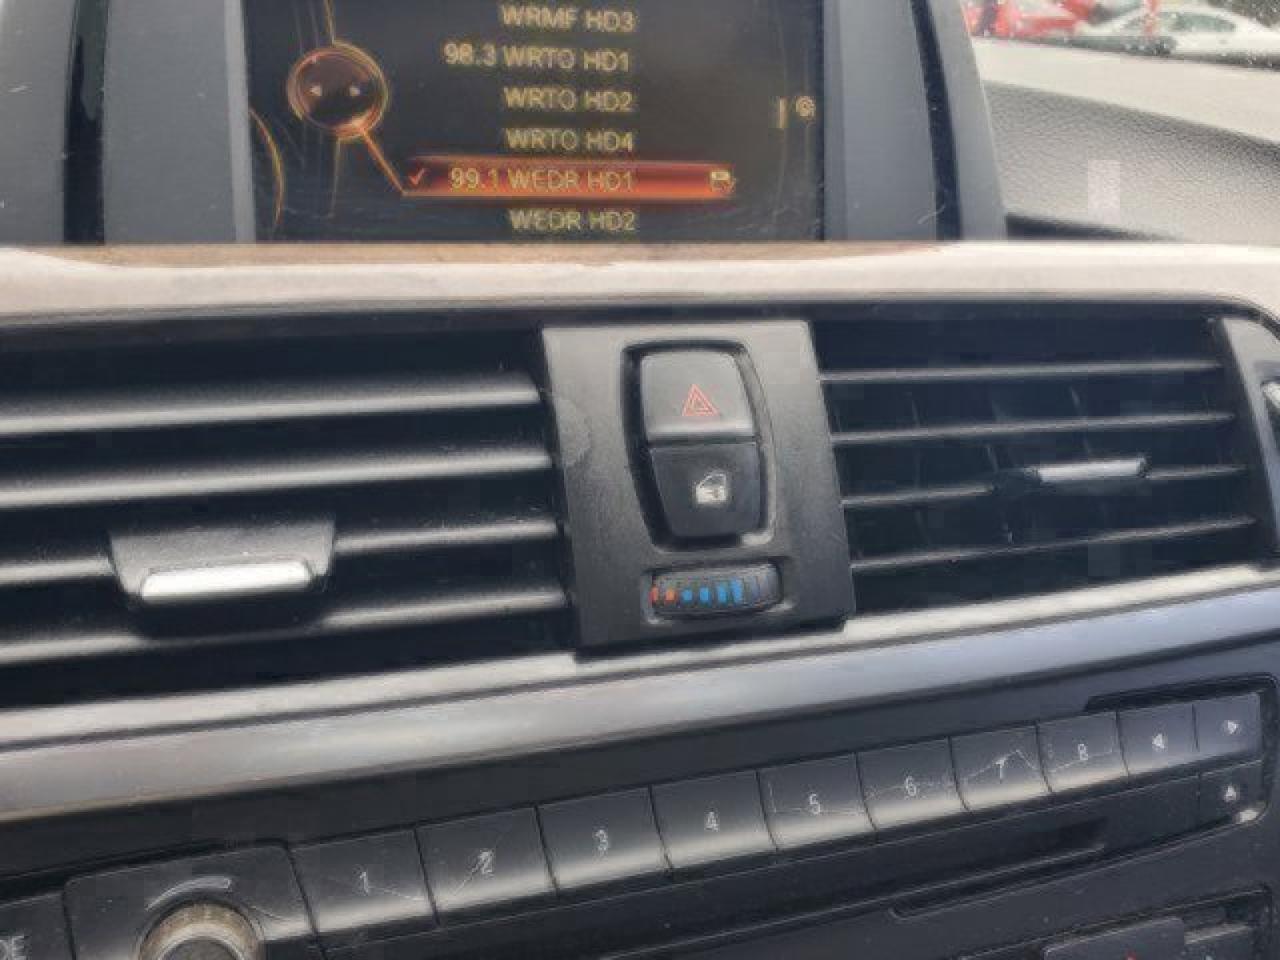 WRMF HD3
98.3 WRTO HD1
WRTO HD2
WRTO HD4
99.1 WEDR HD1
WEDR HD2
1 2 3 4 5 6 7 8